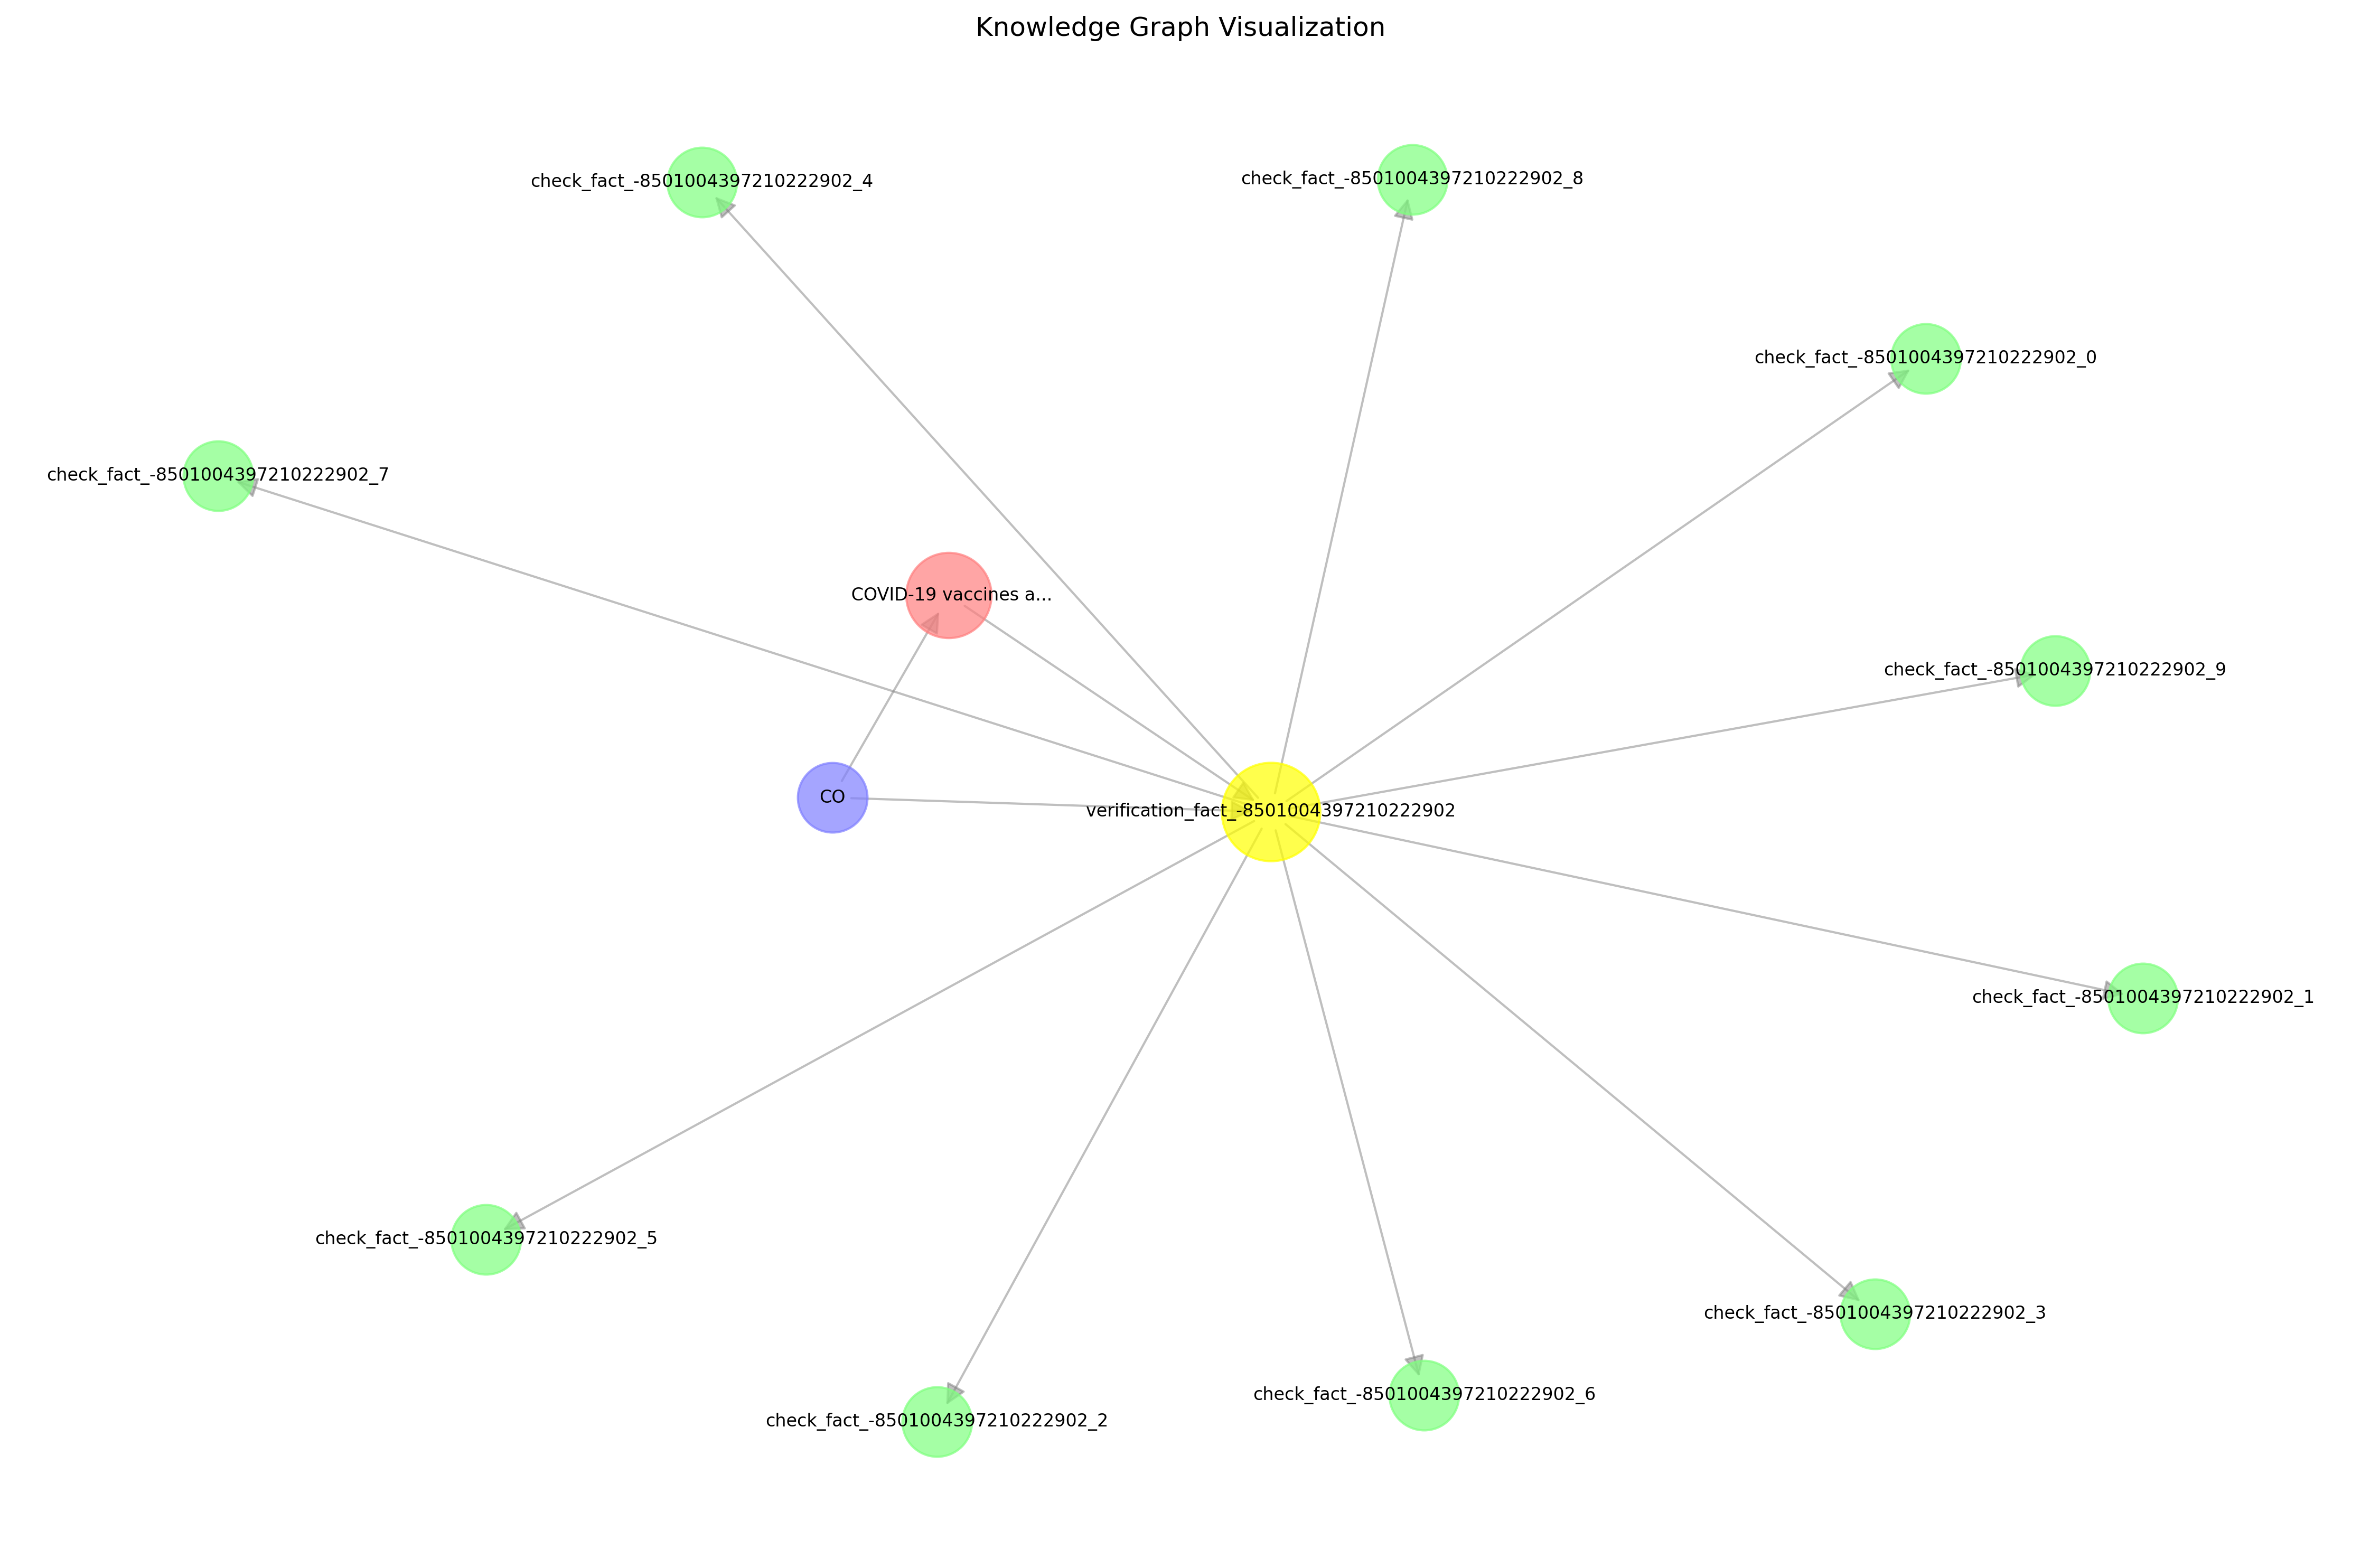 Knowledge Graph Visualization
check_fact_-8501004397210222902_4
check_fact_-8501004397210222902_8
check_fact_-8501004397210222902_0
check_fact_-8501004397210222902_7
COVID-19 vaccines a...
check_fact_-8501004397210222902_9
CO
verification_fact_-8501004397210222902
check_fact_-8501004397210222902_1
check_fact_-8501004397210222902_5
check_fact_-8501004397210222902_3
check_fact_-8501004397210222902_6
check_fact_-8501004397210222902_2